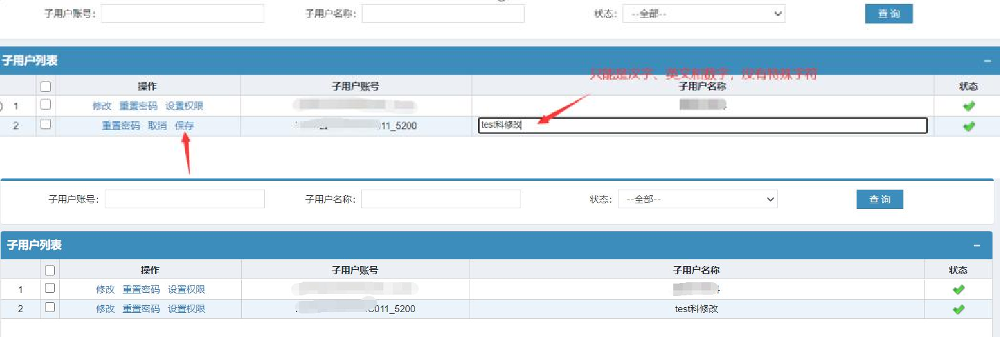 子用户账号： 子用户名称： 状态： --全部-- 查 询
子用户列表
只能是汉字、英文和数字，没有特殊字符
操作 子用户账号 子用户名称 状态
1 修改 重置密码 设置权限
2 重置密码 取消 保存 011_5200 test科修改
子用户账号： 子用户名称： 状态： --全部-- 查 询
子用户列表
操作 子用户账号 子用户名称 状态
1 修改 重置密码 设置权限
2 修改 重置密码 设置权限 011_5200 test科修改